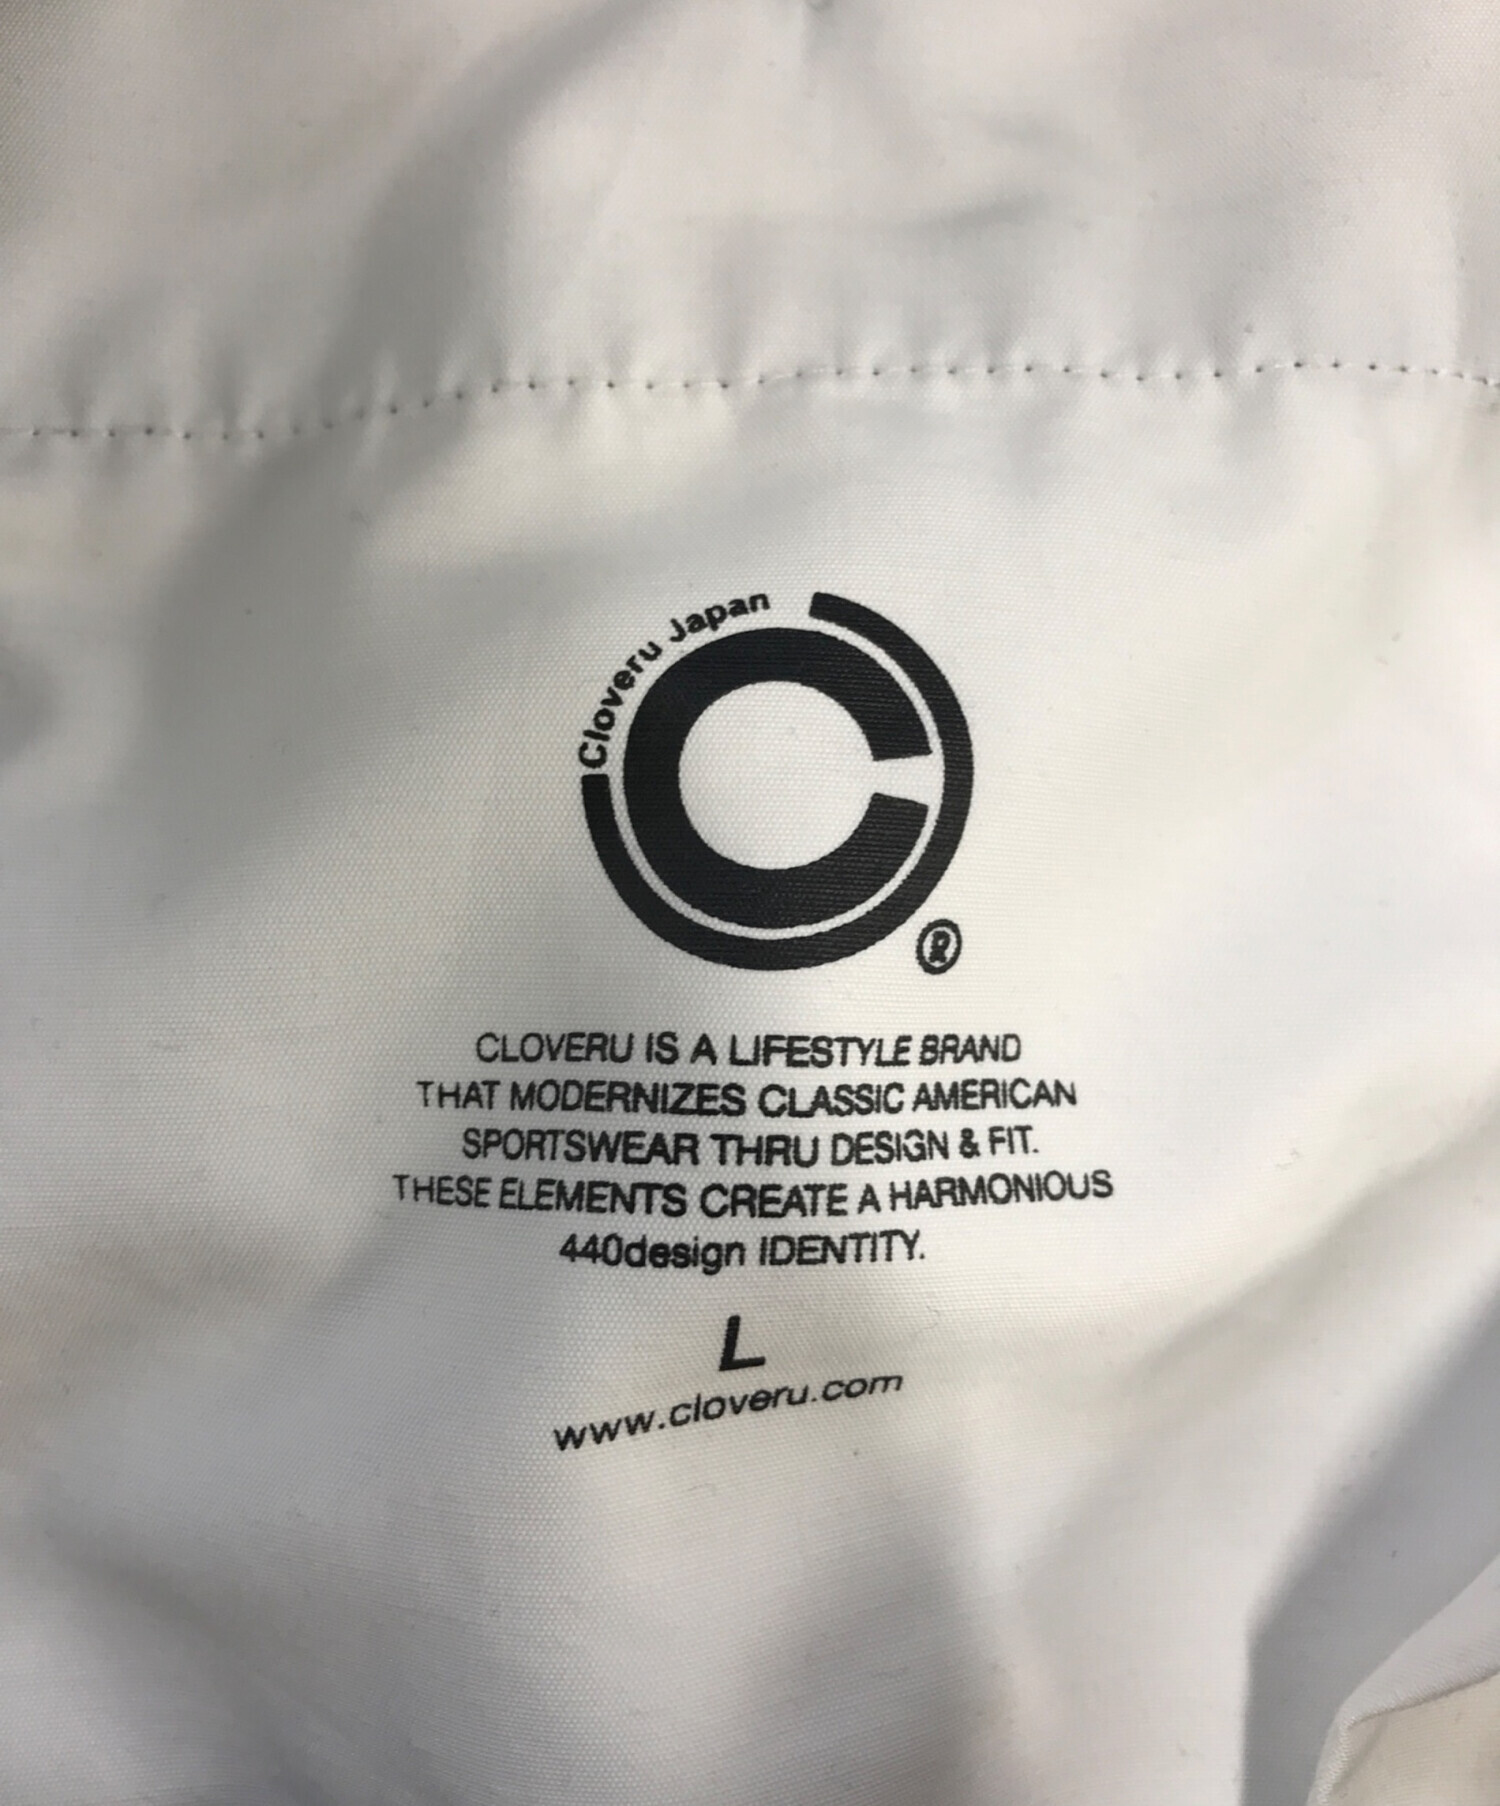 Cloveru Japan
®
CLOVERU IS A LIFESTYLE BRAND
THAT MODERNIZES CLASSIC AMERICAN
SPORTSWEAR THRU DESIGN & FIT.
THESE ELEMENTS CREATE A HARMONIOUS
440design IDENTITY.
L
www.cloveru.com